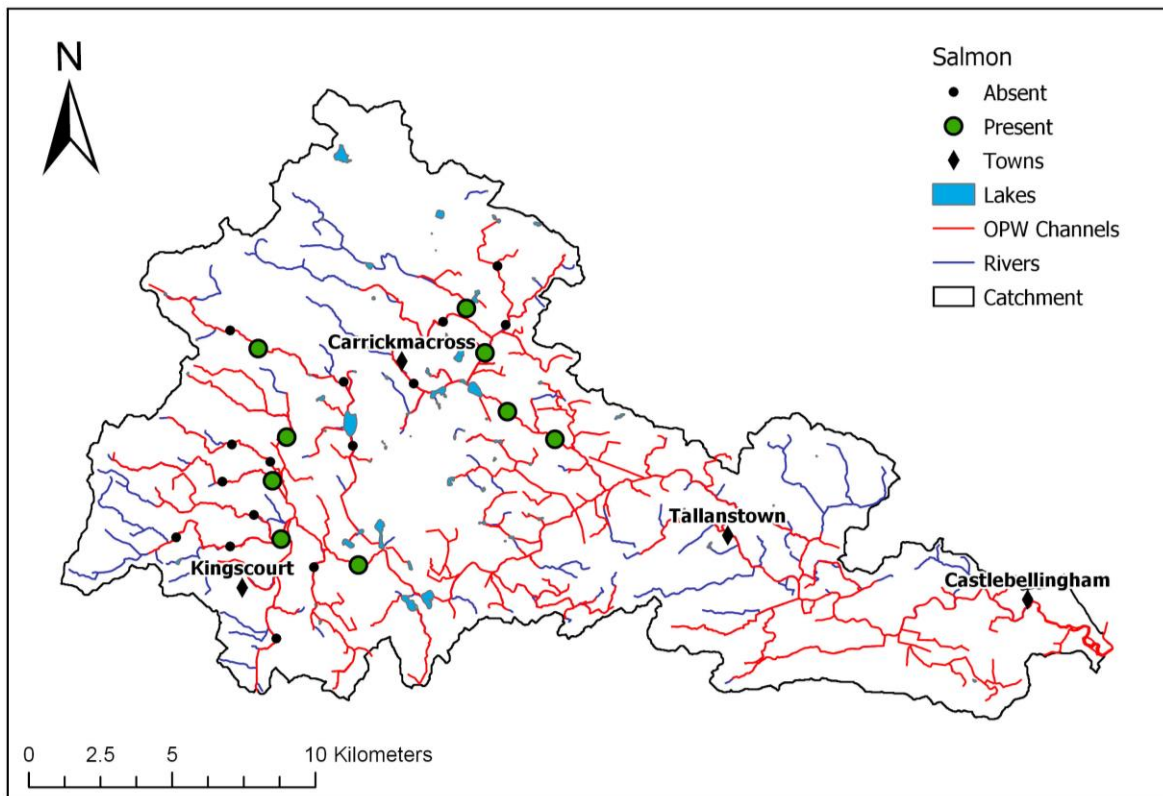 N
Salmon
Absent
Present
Towns
Lakes
OPW Channels
Rivers
Catchment
Carrickmacross
Tallanstown
Kingscourt
Castlebellingham
0 2.5 5 10 Kilometers